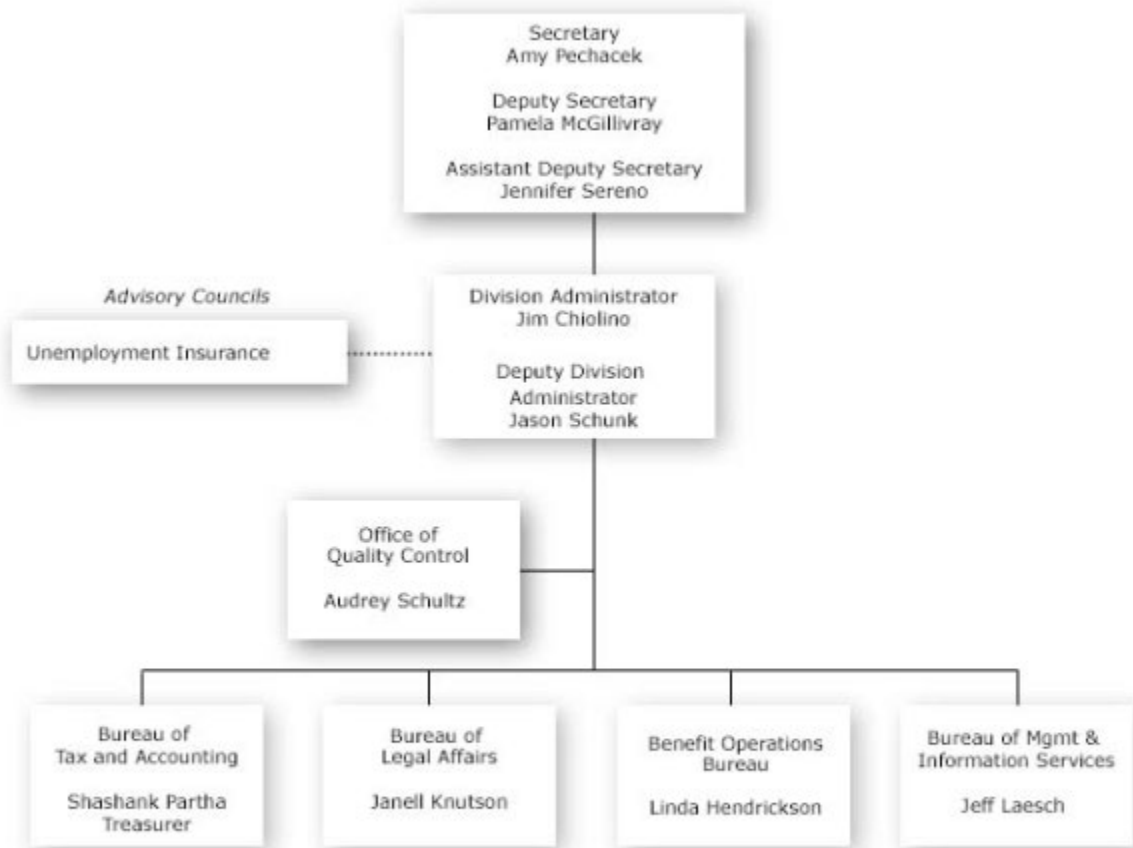 Secretary
Amy Pechacek
Deputy Secretary
Pamela McGillivray
Assistant Deputy Secretary
Jennifer Sereno
Advisory Councils
Unemployment Insurance
Division Administrator
Jim Chiolino
Deputy Division
Administrator
Jason Schunk
Office of
Quality Control
Audrey Schultz
Bureau of
Tax and Accounting
Shashank Partha
Treasurer
Bureau of
Legal Affairs
Janell Knutson
Benefit Operations
Bureau
Linda Hendrickson
Bureau of Mgmt &
Information Services
Jeff Laesch